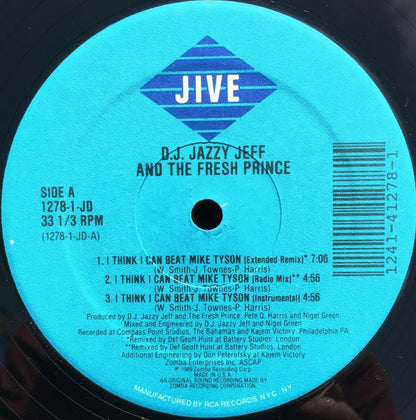 JIVE
D.J. JAZZY JEFF
AND THE FRESH PRINCE
SIDE A
1278-1-JD
33 1/3 RPM
(1278-1-JD-A)
1241-41278-1
1. I THINK I CAN BEAT MIKE TYSON (Extended Remix)* 7:06
(W. Smith-J. Townes-P. Harris)
2. I THINK I CAN BEAT MIKE TYSON (Radio Mix)** 4:56
(W. Smith-J. Townes-P. Harris)
3. I THINK I CAN BEAT MIKE TYSON (Instrumental) 4:56
(W. Smith-J. Townes-P. Harris)
Produced by D.J. Jazzy Jeff and The Fresh Prince, Pete Q. Harris and Nigel Green
Mixed and Engineered by D.J. Jazzy Jeff and Nigel Green
Recorded at Compass Point Studios, The Bahamas and Kajem Victory, Philadelphia PA
*Remixed by Def Geoff Hunt at Battery Studios, London
**Remixed by Def Geoff Hunt at Battery Studios, London
Additional Engineering by Don Peterofsky at Kajem Victory
Zomba Enterprises Inc. ASCAP
℗ 1989 Zomba Recording Corp.
MADE IN U.S.A.
AN ORIGINAL SOUND RECORDING MADE BY
ZOMBA RECORDING CORPORATION
MANUFACTURED BY RCA RECORDS, N.Y.C., N.Y.